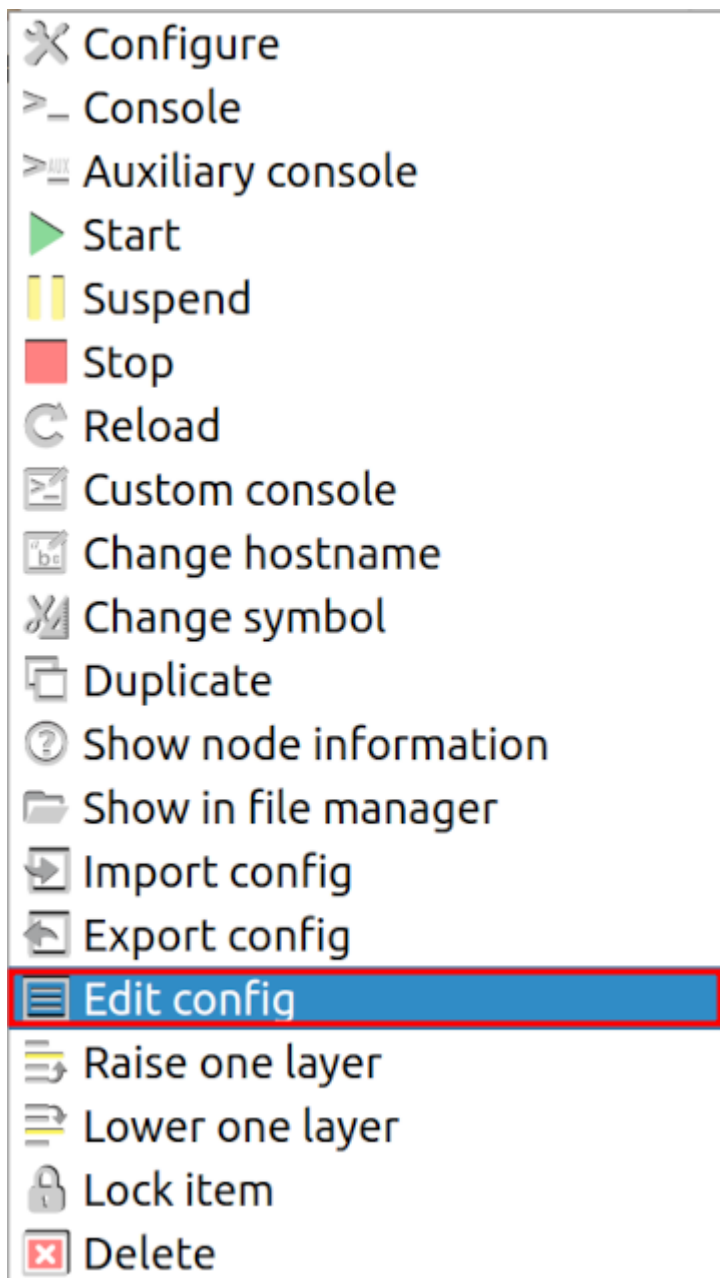 Configure
Console
Auxiliary console
Start
Suspend
Stop
Reload
Custom console
Change hostname
Change symbol
Duplicate
Show node information
Show in file manager
Import config
Export config
Edit config
Raise one layer
Lower one layer
Lock item
Delete